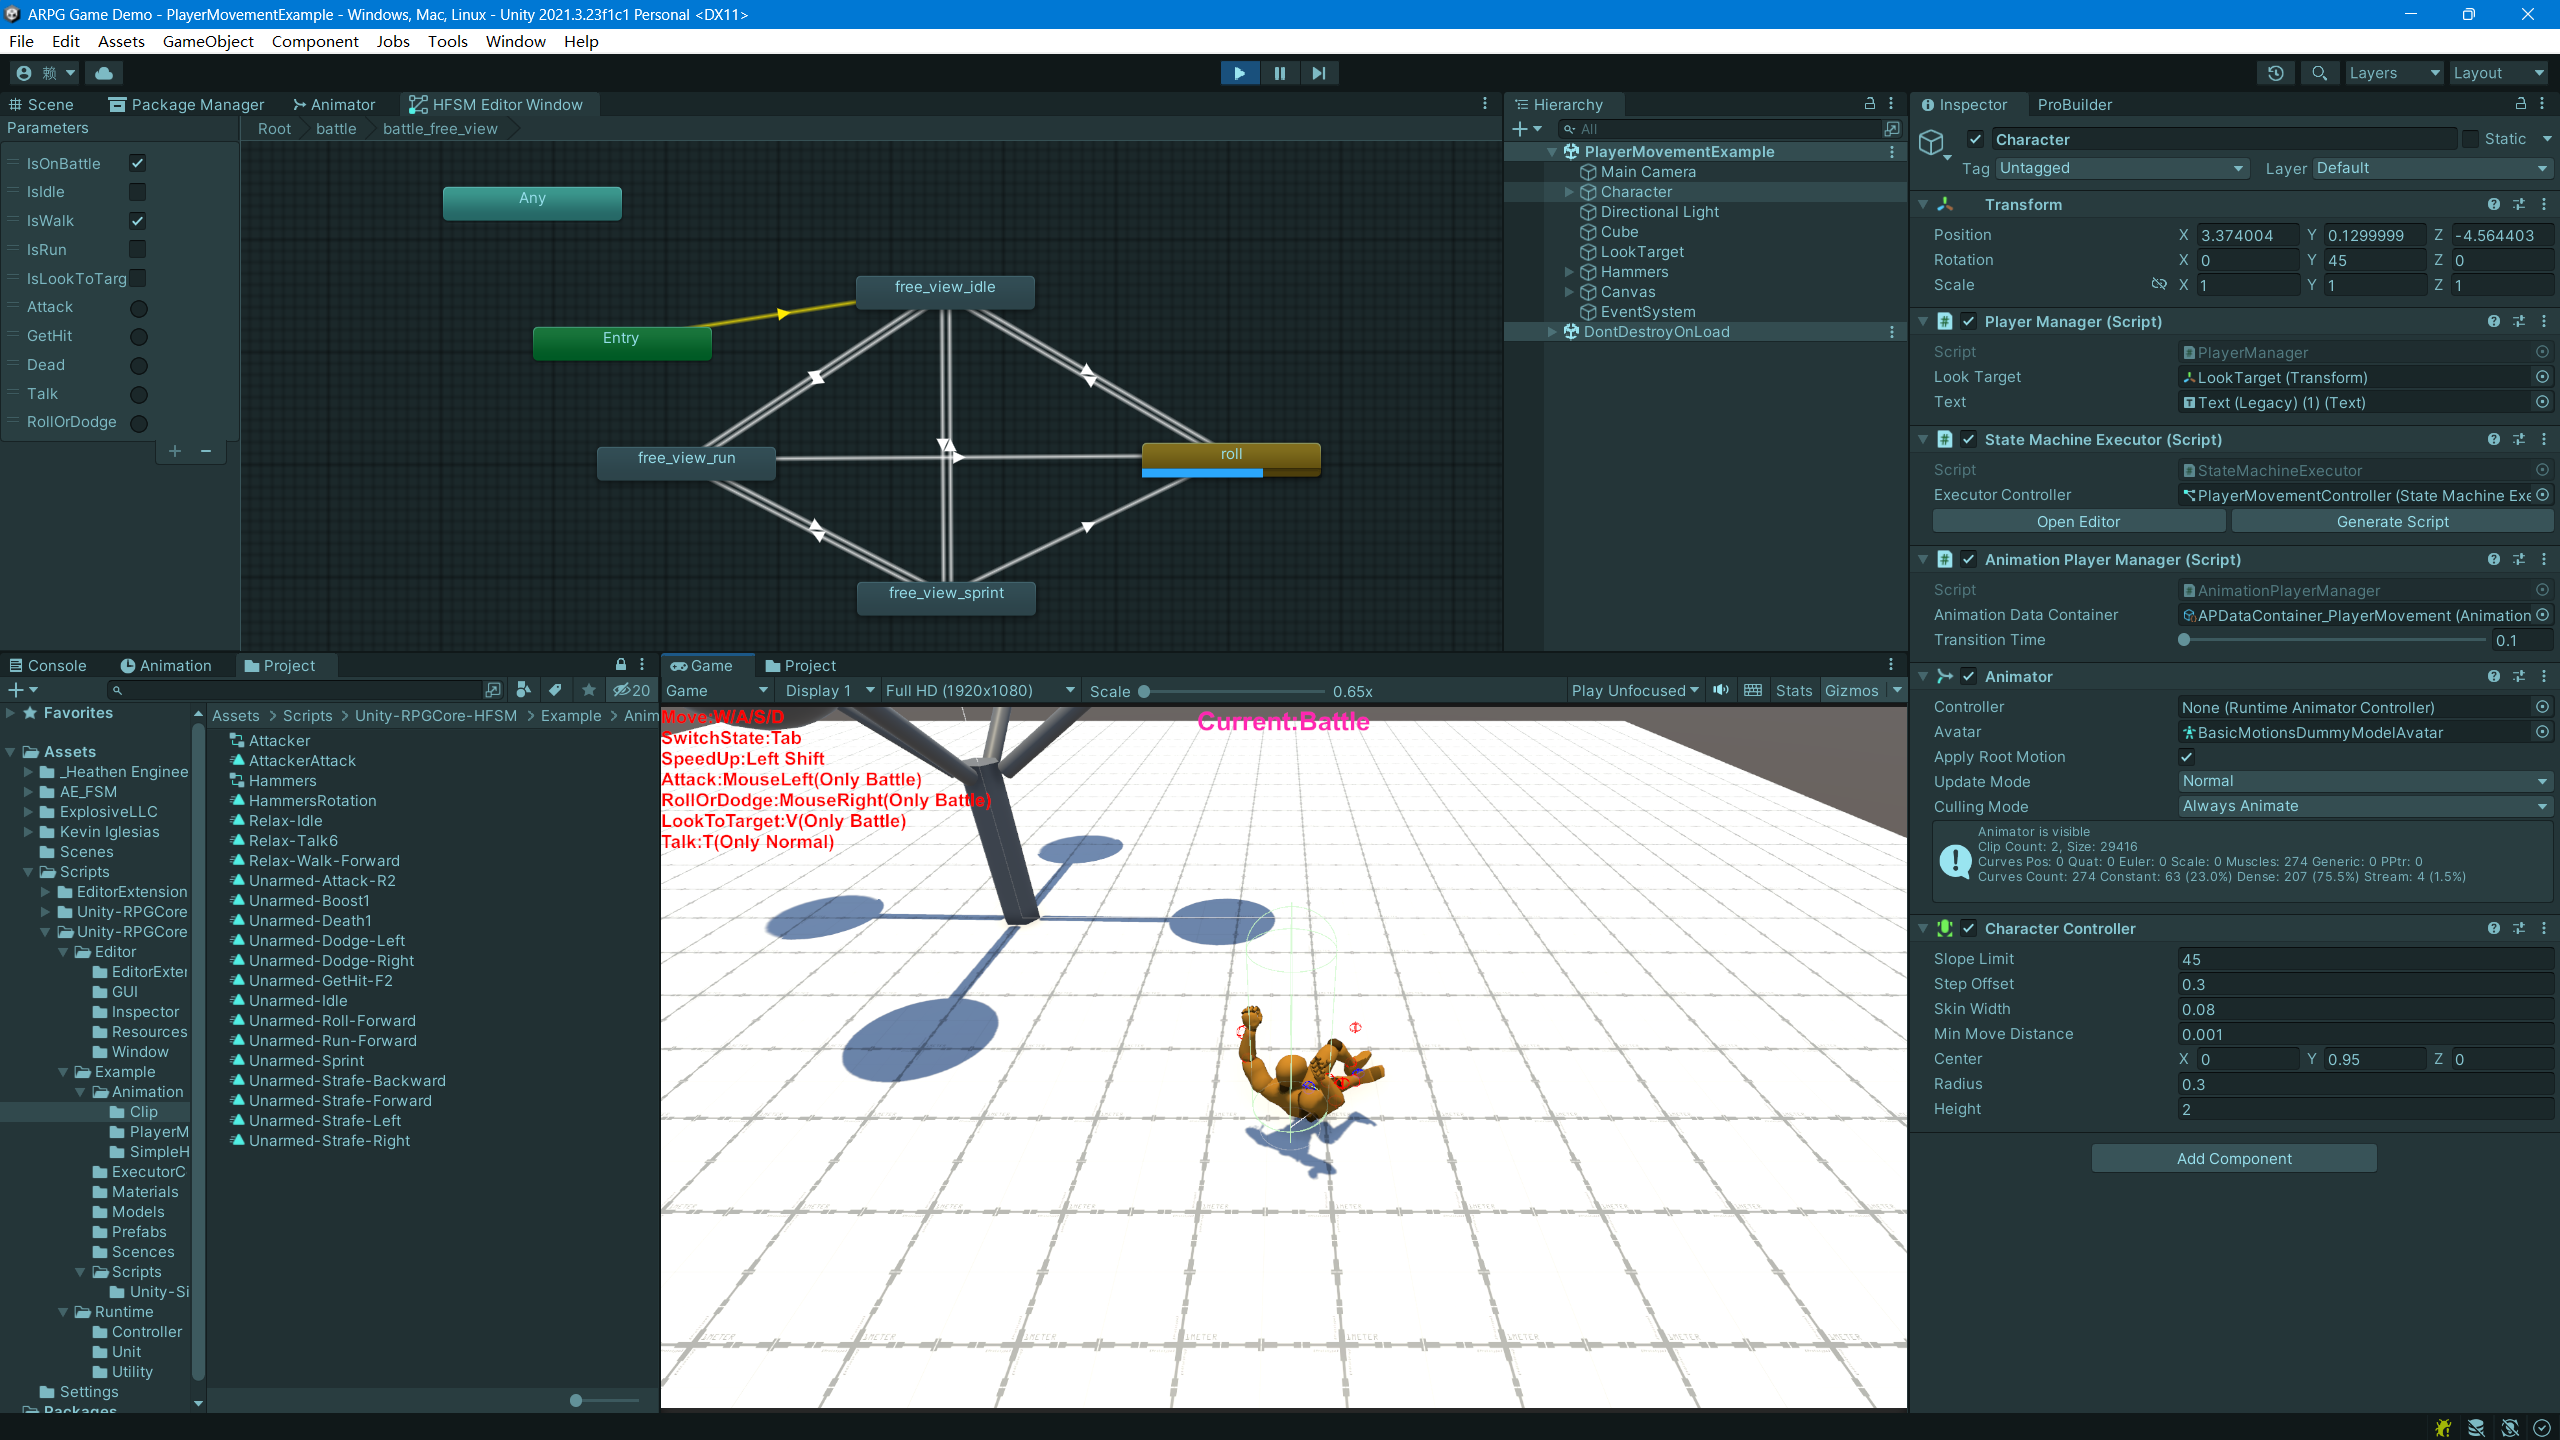 ARPG Game Demo - PlayerMovementExample - Windows, Mac, Linux - Unity 2021.3.23f1c1 Personal <DX11>
File Edit Assets GameObject Component Jobs Tools Window Help
赖
Layers Layout
Scene Package Manager Animator HFSM Editor Window
Parameters
Root battle battle_free_view
IsOnBattle
IsIdle
IsWalk
IsRun
IsLookToTarg
Attack
GetHit
Dead
Talk
RollOrDodge
Any
free_view_idle
Entry
free_view_run
roll
free_view_sprint
Hierarchy
All
PlayerMovementExample
Main Camera
Character
Directional Light
Cube
LookTarget
Hammers
Canvas
EventSystem
DontDestroyOnLoad
Inspector ProBuilder
Character Static
Tag Untagged Layer Default
Transform
Position X 3.374004 Y 0.1299999 Z -4.564403
Rotation X 0 Y 45 Z 0
Scale X 1 Y 1 Z 1
Player Manager (Script)
Script PlayerManager
Look Target LookTarget (Transform)
Text Text (Legacy) (1) (Text)
State Machine Executor (Script)
Script StateMachineExecutor
Executor Controller PlayerMovementController (State Machine Exe
Open Editor Generate Script
Animation Player Manager (Script)
Script AnimationPlayerManager
Animation Data Container APDataContainer_PlayerMovement (Animation
Transition Time 0.1
Animator
Controller None (Runtime Animator Controller)
Avatar BasicMotionsDummyModelAvatar
Apply Root Motion
Update Mode Normal
Culling Mode Always Animate
Animator is visible
Clip Count: 2, Size: 29416
Curves Pos: 0 Quat: 0 Euler: 0 Scale: 0 Muscles: 274 Generic: 0 PPtr: 0
Curves Count: 274 Constant: 63 (23.0%) Dense: 207 (75.5%) Stream: 4 (1.5%)
Character Controller
Slope Limit 45
Step Offset 0.3
Skin Width 0.08
Min Move Distance 0.001
Center X 0 Y 0.95 Z 0
Radius 0.3
Height 2
Add Component
Console Animation Project
20
Favorites
Assets
_Heathen Enginee
AE_FSM
ExplosiveLLC
Kevin Iglesias
Scenes
Scripts
EditorExtension
Unity-RPGCore
Unity-RPGCore
Editor
EditorExter
GUI
Inspector
Resources
Window
Example
Animation
Clip
PlayerM
SimpleH
ExecutorC
Materials
Models
Prefabs
Scences
Scripts
Unity-Si
Runtime
Controller
Unit
Utility
Settings
Packages
Assets > Scripts > Unity-RPGCore-HFSM > Example > Anim
Attacker
AttackerAttack
Hammers
HammersRotation
Relax-Idle
Relax-Talk6
Relax-Walk-Forward
Unarmed-Attack-R2
Unarmed-Boost1
Unarmed-Death1
Unarmed-Dodge-Left
Unarmed-Dodge-Right
Unarmed-GetHit-F2
Unarmed-Idle
Unarmed-Roll-Forward
Unarmed-Run-Forward
Unarmed-Sprint
Unarmed-Strafe-Backward
Unarmed-Strafe-Forward
Unarmed-Strafe-Left
Unarmed-Strafe-Right
Game Project
Game Display 1 Full HD (1920x1080) Scale 0.65x Play Unfocused Stats Gizmos
Move:W/A/S/D
SwitchState:Tab
SpeedUp:Left Shift
Attack:MouseLeft(Only Battle)
RollOrDodge:MouseRight(Only Battle)
LookToTarget:V(Only Battle)
Talk:T(Only Normal)
Current:Battle